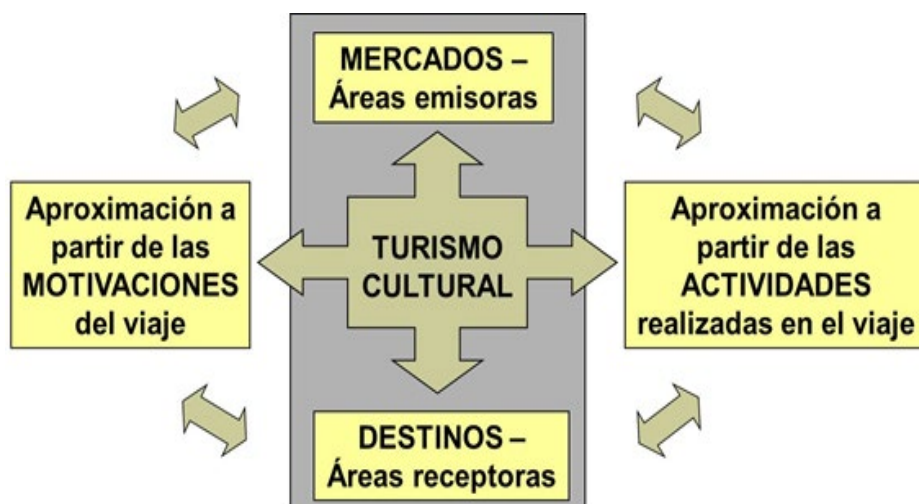 MERCADOS –
Áreas emisoras
Aproximación a
partir de las
MOTIVACIONES
del viaje
TURISMO
CULTURAL
Aproximación a
partir de las
ACTIVIDADES
realizadas en el viaje
DESTINOS –
Áreas receptoras